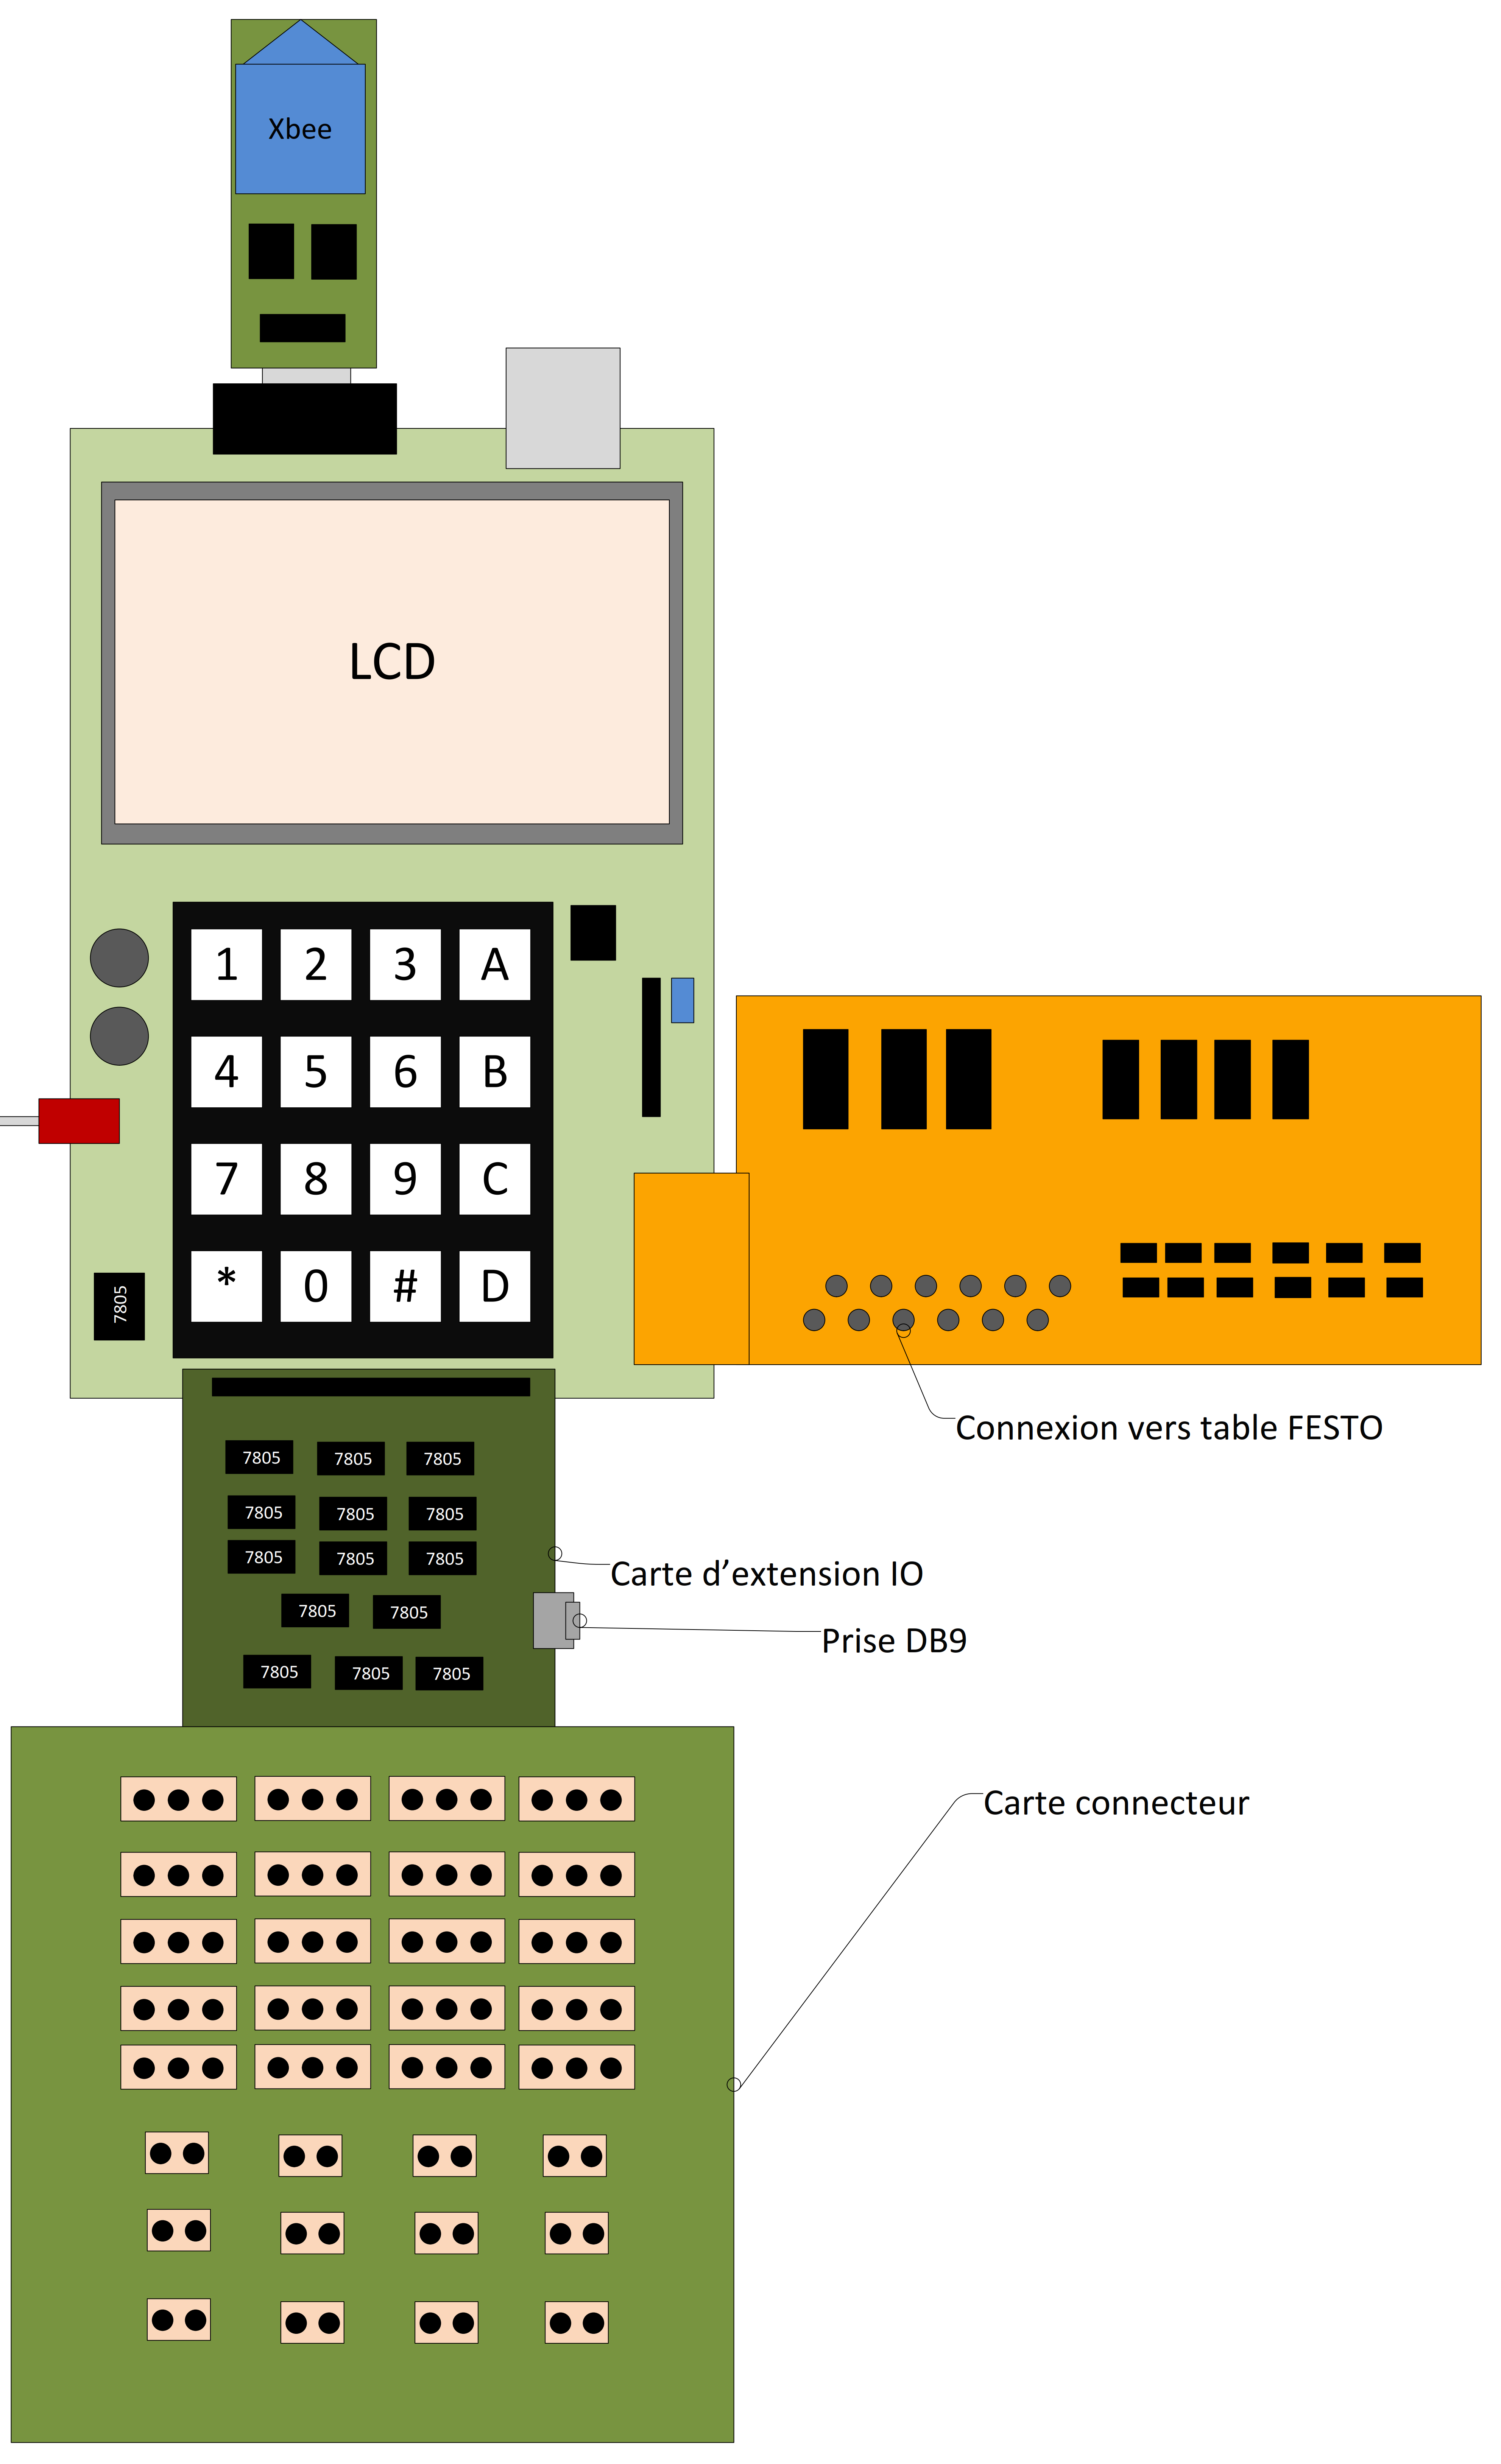 Xbee
LCD
1 2 3 A
4 5 6 B
7 8 9 C
* 0 # D
7805
Connexion vers table FESTO
7805 7805 7805
7805 7805 7805
7805 7805 7805
Carte d’extension IO
7805 7805
Prise DB9
7805 7805 7805
Carte connecteur